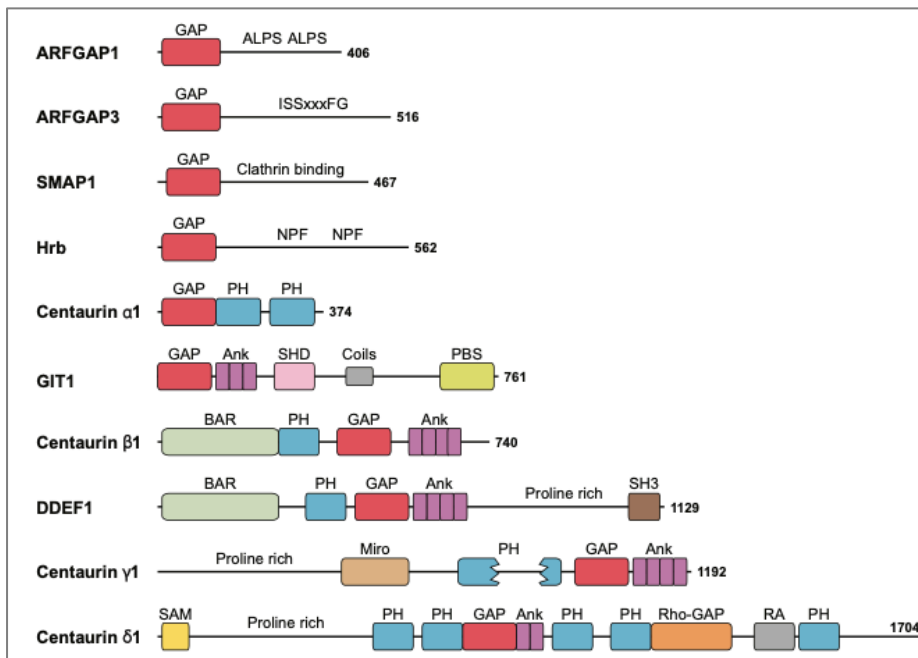 GAP
ALPS ALPS
ARFGAP1
406
GAP
ISSxxxFG
ARFGAP3
516
GAP
Clathrin binding
SMAP1
467
GAP
NPF NPF
Hrb
562
GAP PH PH
Centaurin α1
374
GAP Ank SHD Coils PBS
GIT1
761
BAR PH GAP Ank
Centaurin β1
740
BAR PH GAP Ank Proline rich SH3
DDEF1
1129
Proline rich Miro PH GAP Ank
Centaurin γ1
1192
SAM Proline rich PH PH GAP Ank PH PH Rho-GAP RA PH
Centaurin δ1
1704